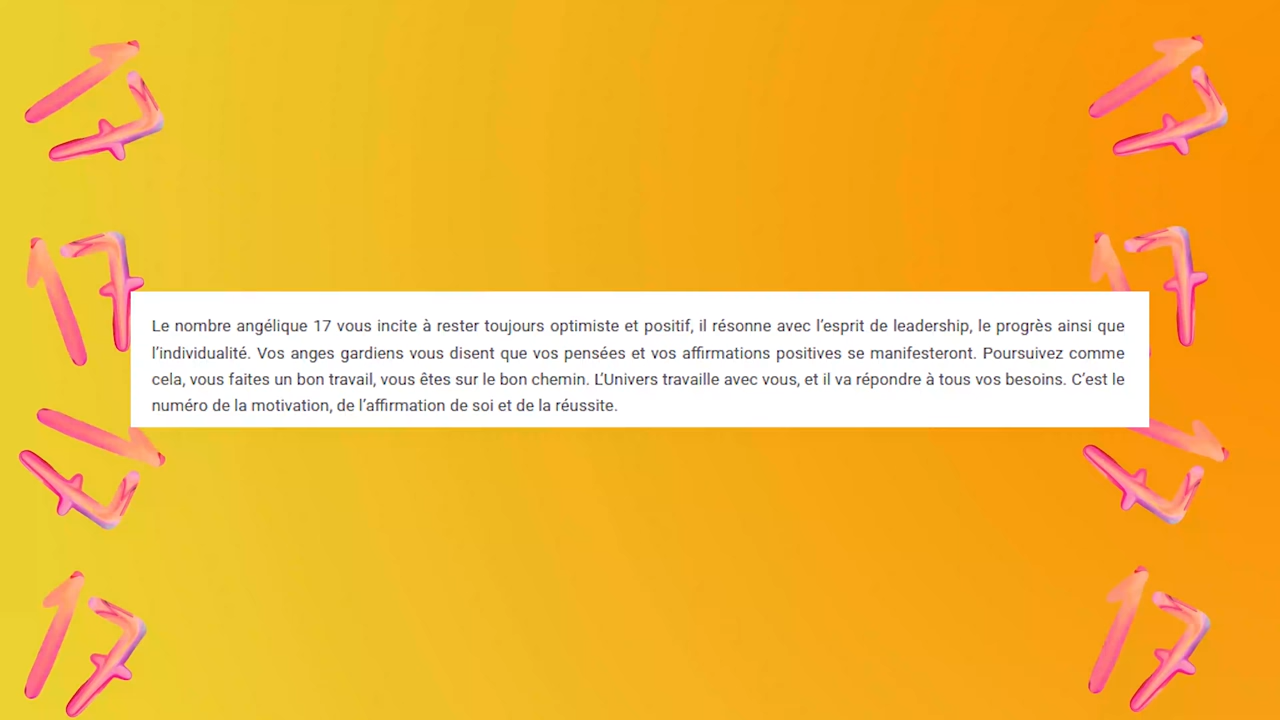 17
17
Le nombre angélique 17 vous incite à rester toujours optimiste et positif, il résonne avec l’esprit de leadership, le progrès ainsi que
l’individualité. Vos anges gardiens vous disent que vos pensées et vos affirmations positives se manifesteront. Poursuivez comme
cela, vous faites un bon travail, vous êtes sur le bon chemin. L’Univers travaille avec vous, et il va répondre à tous vos besoins. C’est le
numéro de la motivation, de l’affirmation de soi et de la réussite.
17
17
17
17
17
17